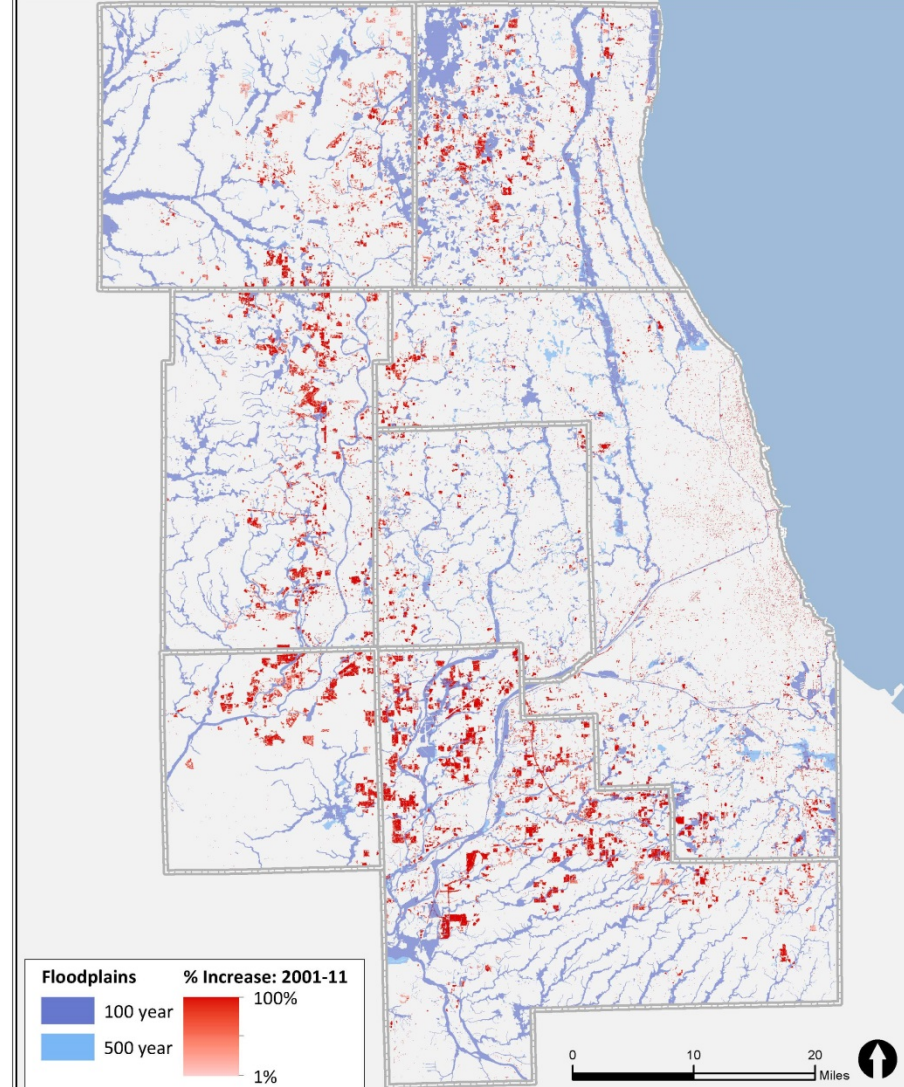 Floodplains
100 year
500 year
% Increase: 2001-11
100%
1%
0 10 20
Miles